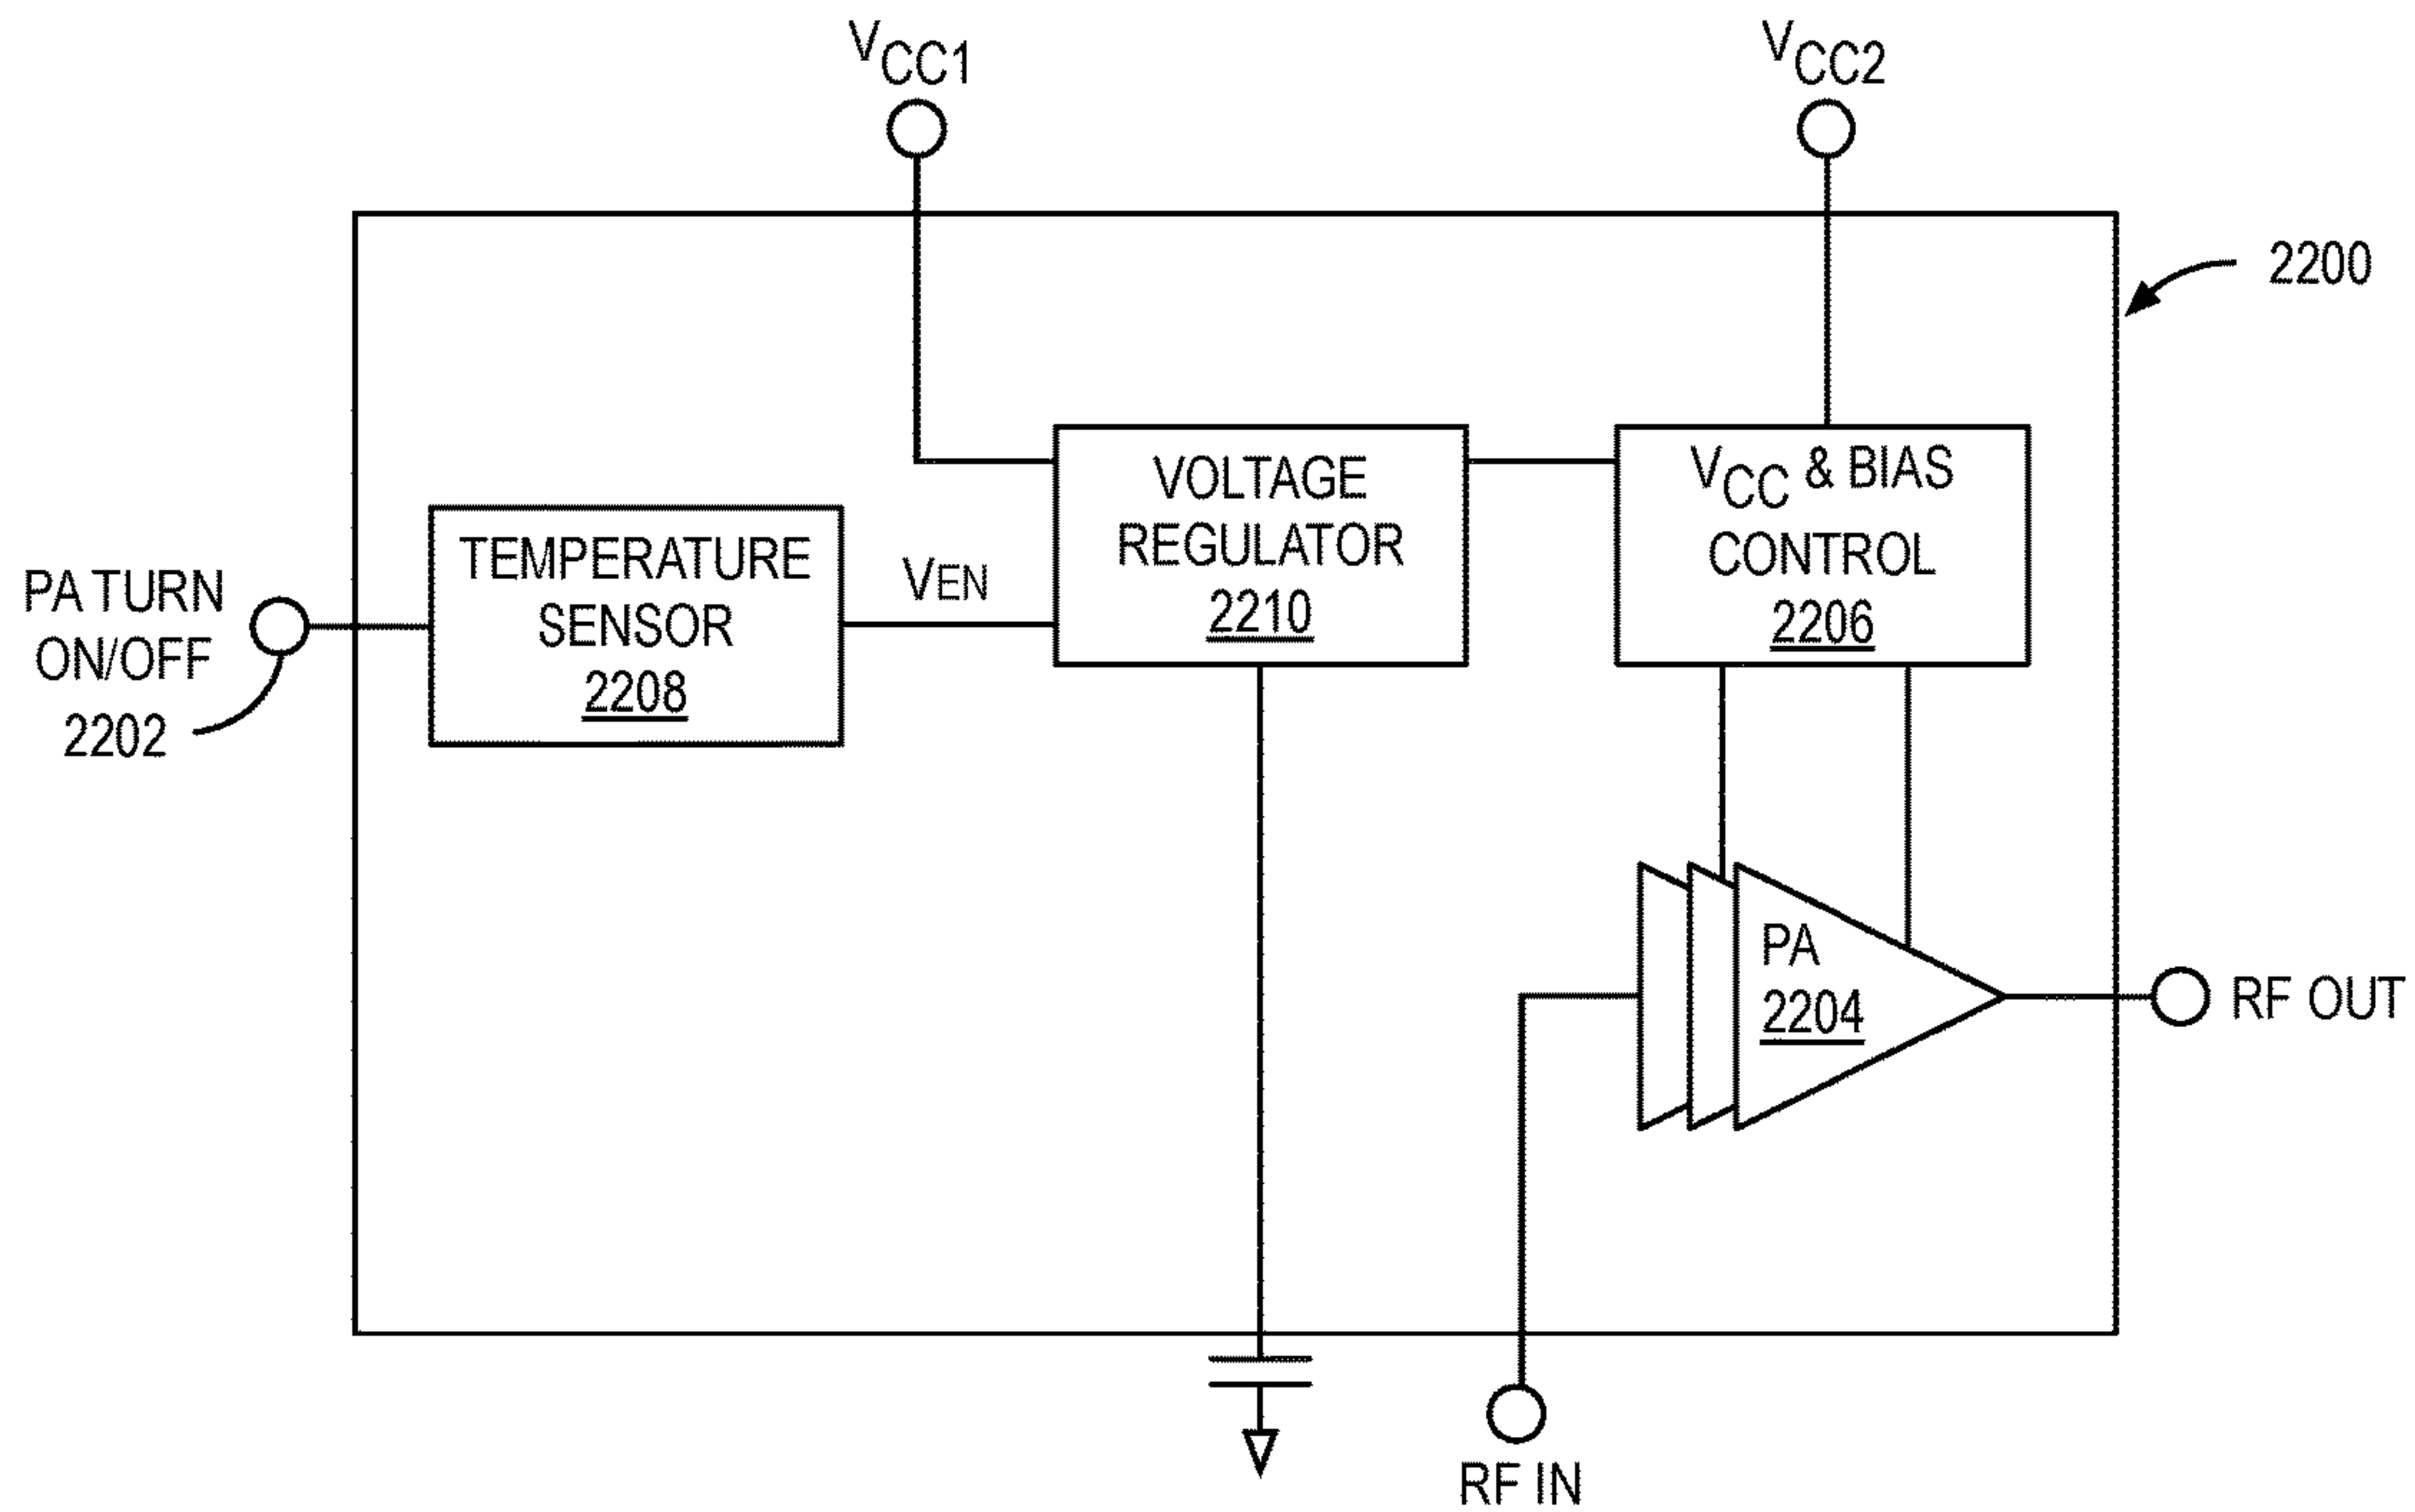 VCC1
VCC2
2200
VOLTAGE
REGULATOR
2210
VCC & BIAS
CONTROL
2206
TEMPERATURE
SENSOR
2208
VEN
PA TURN
ON/OFF
2202
PA
2204
RF OUT
RF IN